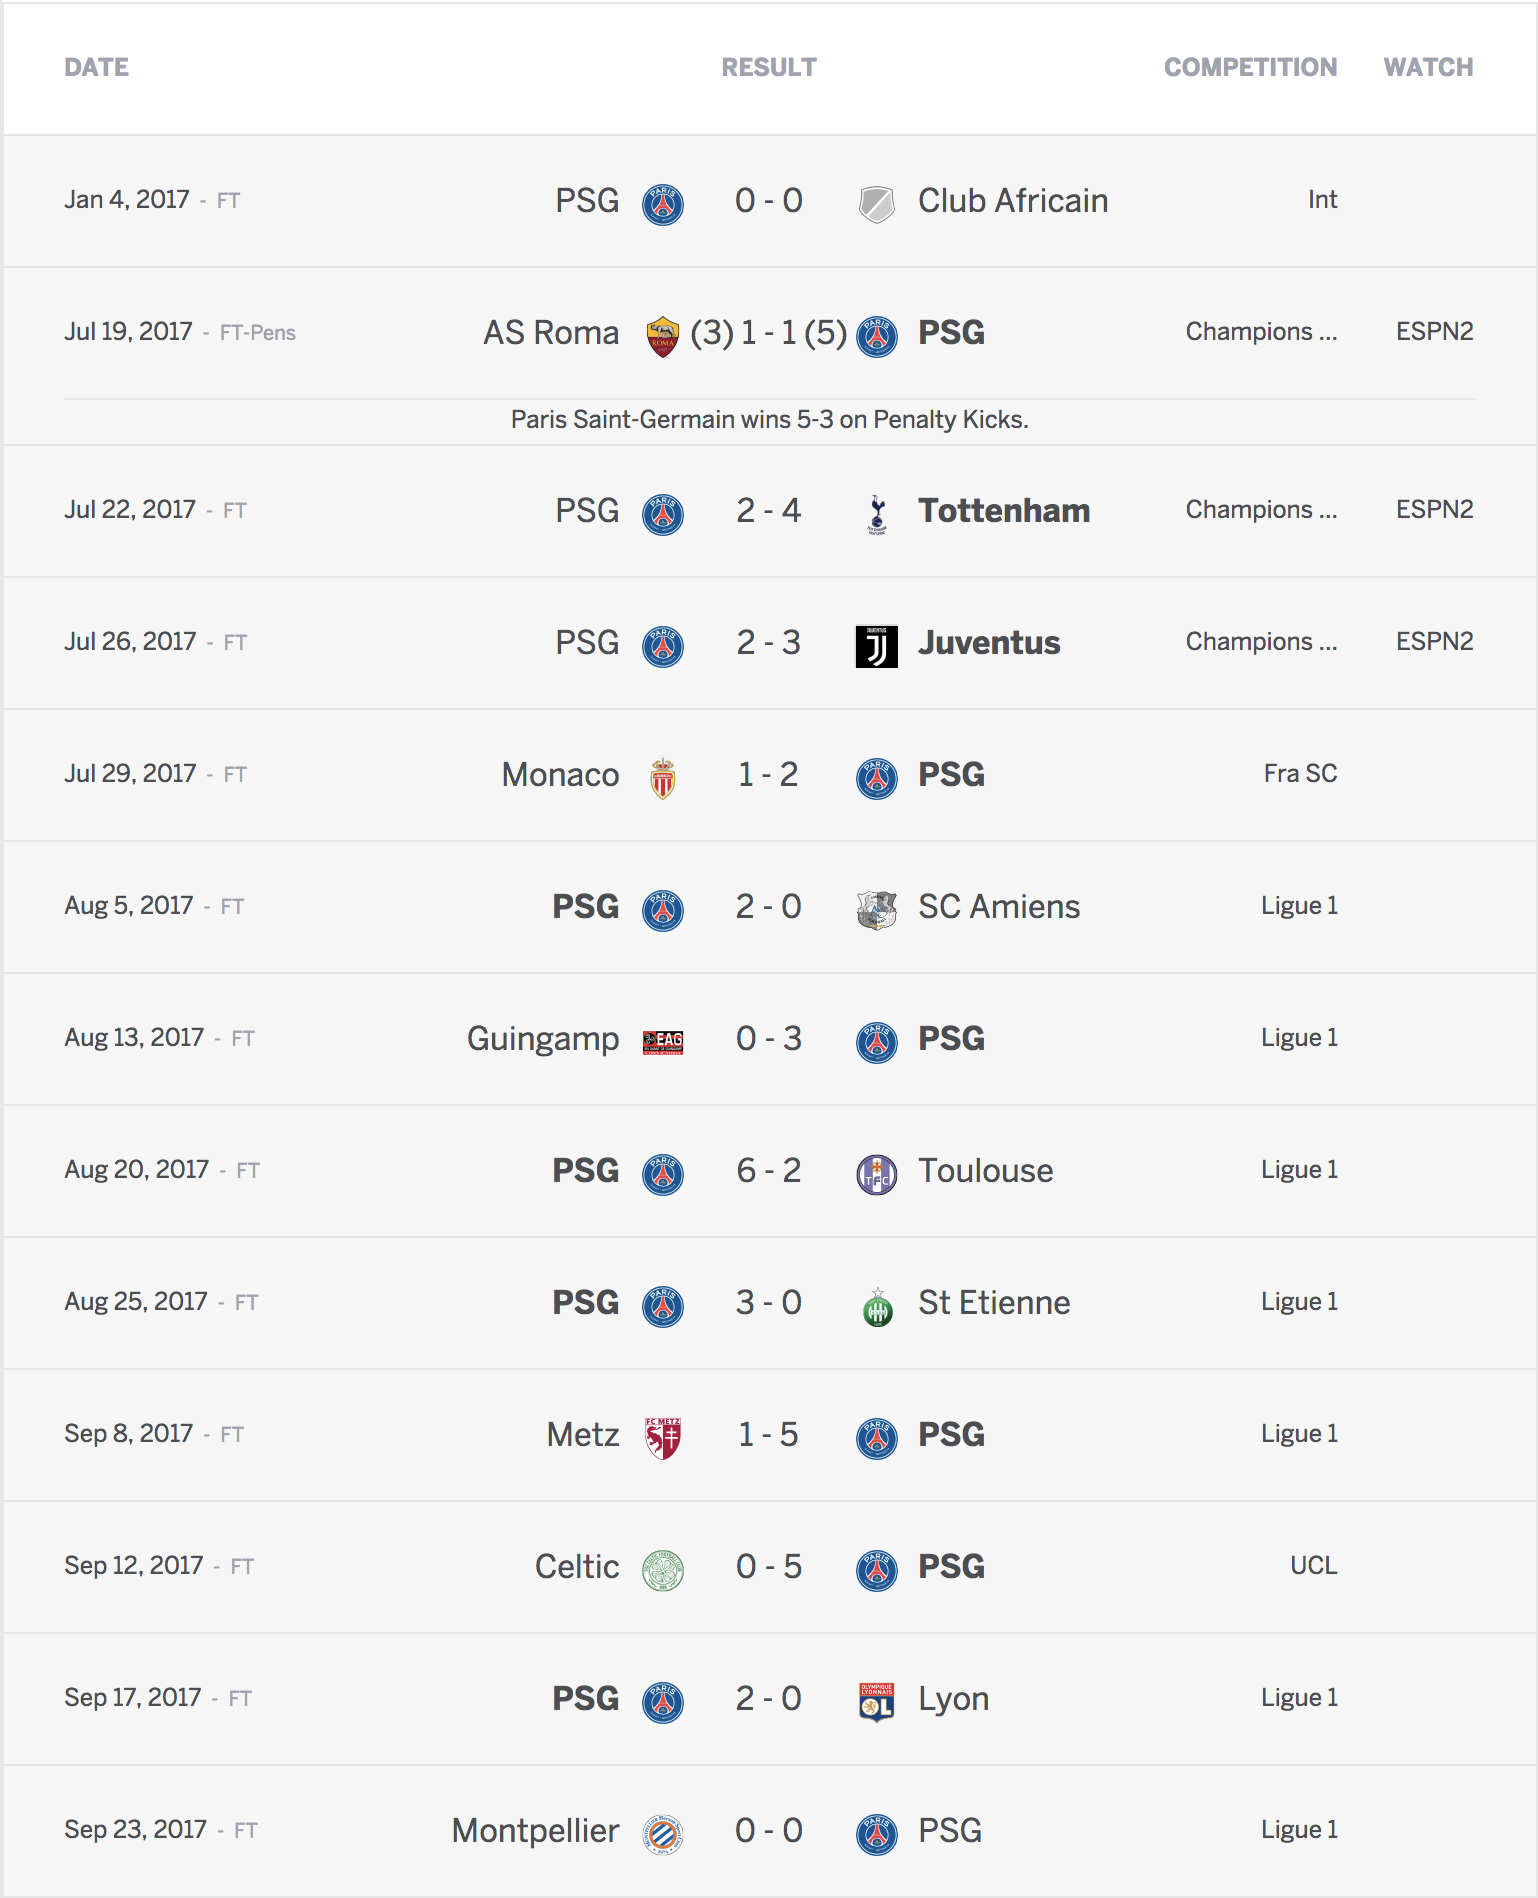 DATE RESULT COMPETITION WATCH
Jan 4, 2017 - FT PSG 0 - 0 Club Africain Int
Jul 19, 2017 - FT-Pens AS Roma (3) 1 - 1 (5) PSG Champions ... ESPN2
Paris Saint-Germain wins 5-3 on Penalty Kicks.
Jul 22, 2017 - FT PSG 2 - 4 Tottenham Champions ... ESPN2
Jul 26, 2017 - FT PSG 2 - 3 Juventus Champions ... ESPN2
Jul 29, 2017 - FT Monaco 1 - 2 PSG Fra SC
Aug 5, 2017 - FT PSG 2 - 0 SC Amiens Ligue 1
Aug 13, 2017 - FT Guingamp EAG 0 - 3 PSG Ligue 1
Aug 20, 2017 - FT PSG 6 - 2 TFC Toulouse Ligue 1
Aug 25, 2017 - FT PSG 3 - 0 St Etienne Ligue 1
Sep 8, 2017 - FT Metz FC METZ 1 - 5 PSG Ligue 1
Sep 12, 2017 - FT Celtic 0 - 5 PSG UCL
Sep 17, 2017 - FT PSG 2 - 0 OLYMPIQUE LYONNAIS OL Lyon Ligue 1
Sep 23, 2017 - FT Montpellier 0 - 0 PSG Ligue 1